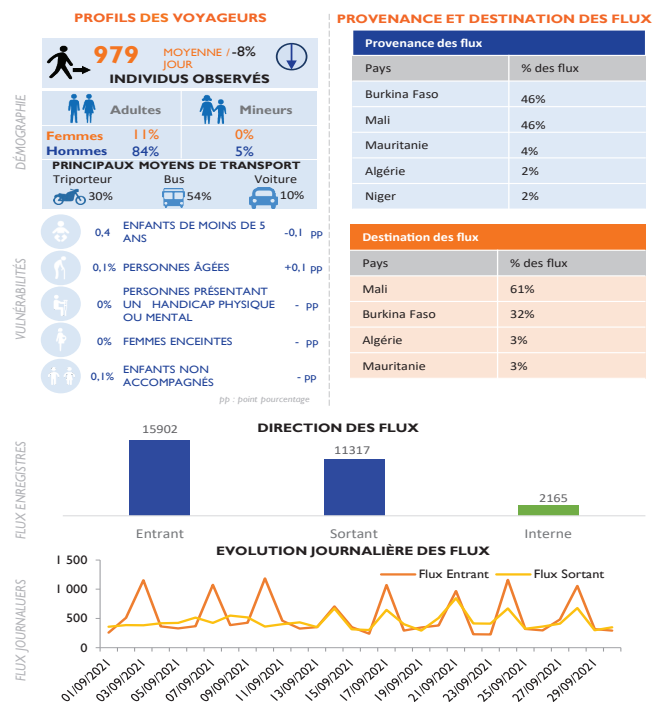 PROFILS DES VOYAGEURS
979
MOYENNE /
JOUR
-8%
INDIVIDUS OBSERVÉS
DÉMOGRAPHIE
Adultes
Mineurs
Femmes 11% 0%
Hommes 84% 5%
PRINCIPAUX MOYENS DE TRANSPORT
Triporteur Bus Voiture
30% 54% 10%
VULNÉRABILITÉS
0,4 ENFANTS DE MOINS DE 5
ANS
-0,1 pp
0,1% PERSONNES ÂGÉES +0,1 pp
0% PERSONNES PRÉSENTANT
UN HANDICAP PHYSIQUE
OU MENTAL
- pp
0% FEMMES ENCEINTES - pp
0,1% ENFANTS NON
ACCOMPAGNÉS
- pp
pp : point pourcentage
PROVENANCE ET DESTINATION DES FLUX
Provenance des flux
Pays % des flux
Burkina Faso 46%
Mali 46%
Mauritanie 4%
Algérie 2%
Niger 2%
Destination des flux
Pays % des flux
Mali 61%
Burkina Faso 32%
Algérie 3%
Mauritanie 3%
FLUX ENREGISTRES
DIRECTION DES FLUX
15902
11317
2165
Entrant Sortant Interne
FLUX JOURNALIERS
EVOLUTION JOURNALIÈRE DES FLUX
Flux Entrant Flux Sortant
1 500
1 000
500
0
01/09/2021
03/09/2021
05/09/2021
07/09/2021
09/09/2021
11/09/2021
13/09/2021
15/09/2021
17/09/2021
19/09/2021
21/09/2021
23/09/2021
25/09/2021
27/09/2021
29/09/2021